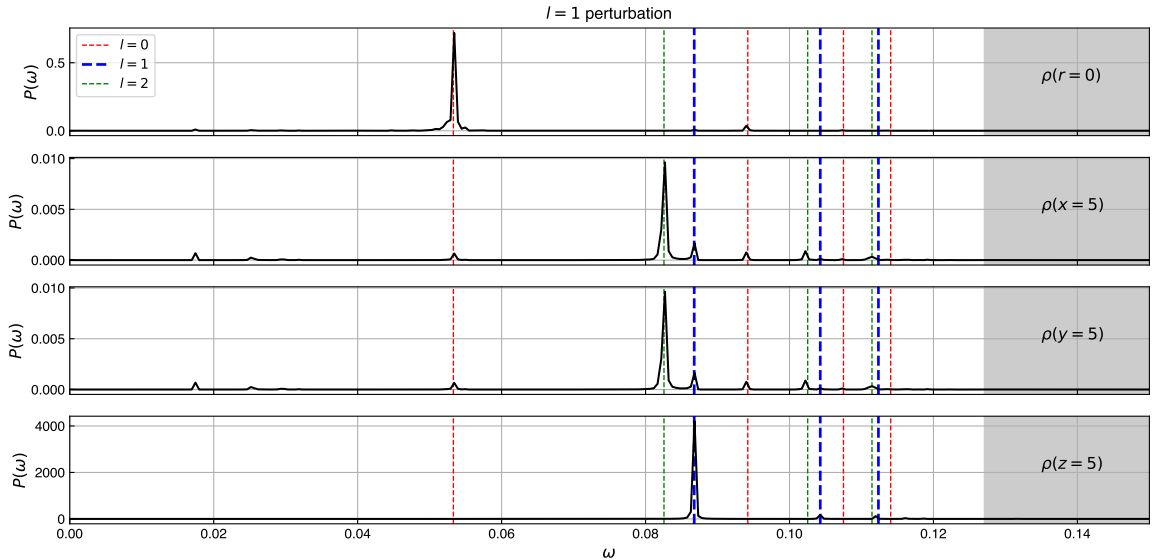 l = 1 perturbation
P(ω)
0.5
0.0
l = 0
l = 1
l = 2
ρ(r = 0)
P(ω)
0.010
0.005
0.000
ρ(x = 5)
P(ω)
0.010
0.005
0.000
ρ(y = 5)
P(ω)
4000
2000
0
ρ(z = 5)
0.00 0.02 0.04 0.06 0.08 0.10 0.12 0.14
ω